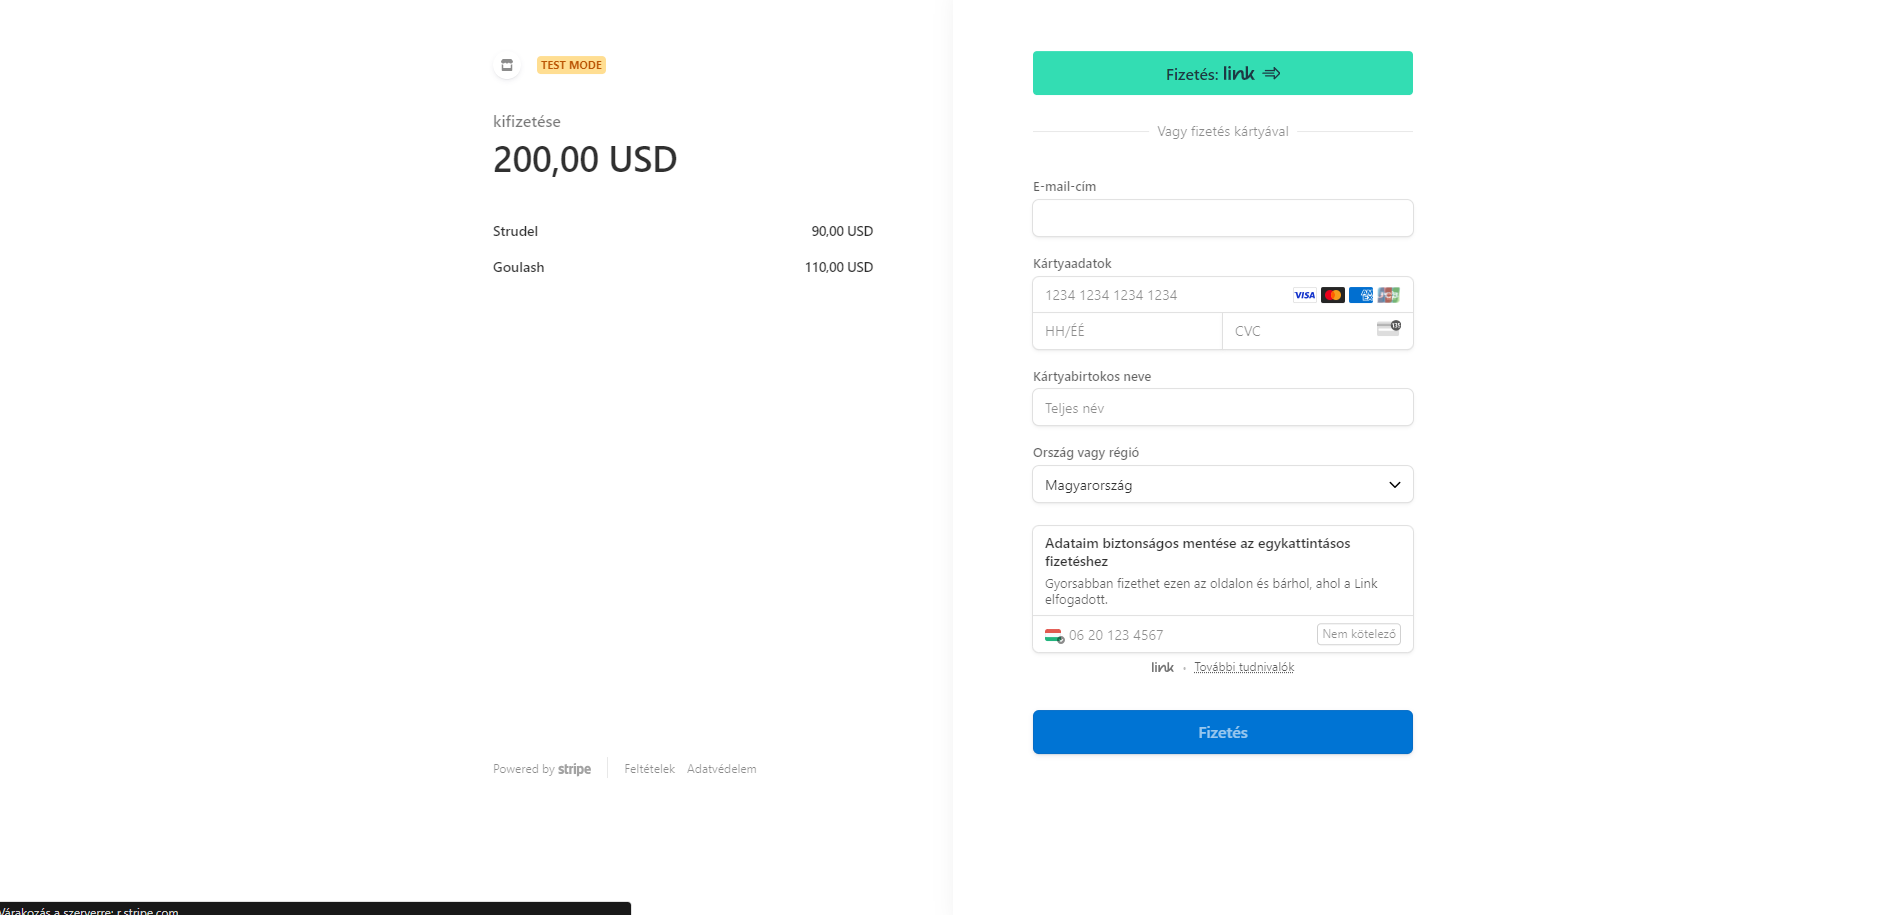 TEST MODE
kifizetése
200,00 USD
Strudel 90,00 USD
Goulash 110,00 USD
Powered by stripe Feltételek Adatvédelem
Fizetés: link
Vagy fizetés kártyával
E-mail-cím
Kártyaadatok
1234 1234 1234 1234 VISA AMEX JCB
HH/ÉÉ CVC 135
Kártyabirtokos neve
Teljes név
Ország vagy régió
Magyarország
Adataim biztonságos mentése az egykattintásos
fizetéshez
Gyorsabban fizethet ezen az oldalon és bárhol, ahol a Link
elfogadott.
06 20 123 4567 Nem kötelező
link • További tudnivalók
Fizetés
Várakozás a szerverre: r.stripe.com